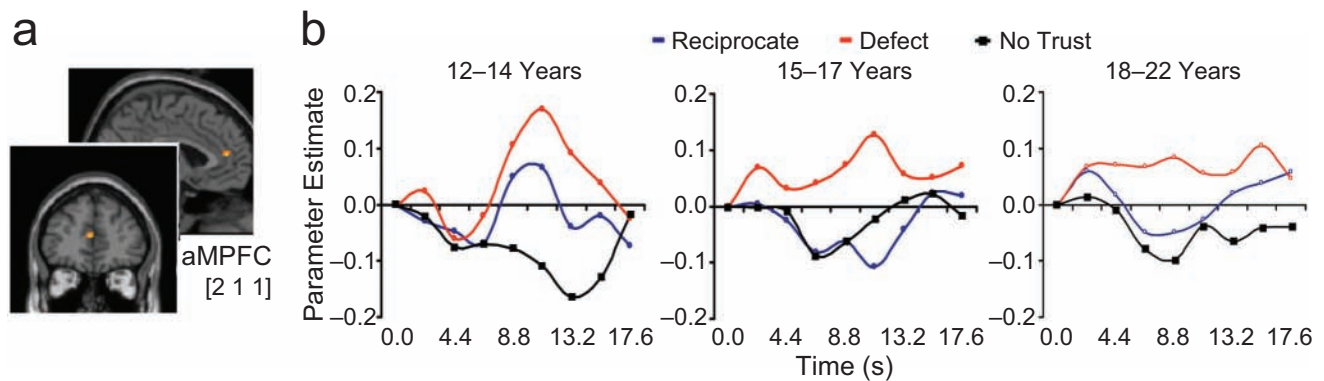 a
aMPFC
[2 1 1]
b
Reciprocate Defect No Trust
12–14 Years 15–17 Years 18–22 Years
Parameter Estimate
0.2
0.1
0.0
–0.1
–0.2
0.0 4.4 8.8 13.2 17.6
0.2
0.1
0.0
–0.1
–0.2
0.0 4.4 8.8 13.2 17.6
0.2
0.1
0.0
–0.1
–0.2
0.0 4.4 8.8 13.2 17.6
Time (s)